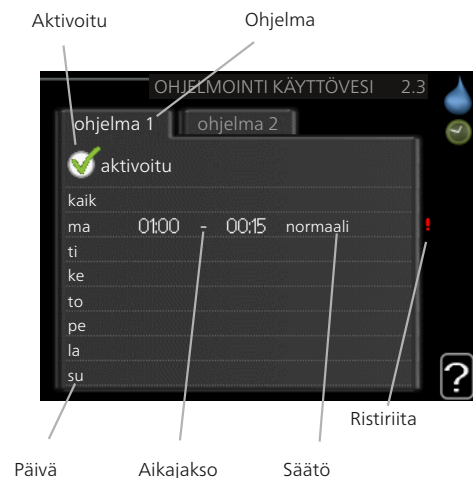 Aktivoitu Ohjelma
OHJELMOINTI KÄYTTÖVESI 2.3
ohjelma 1 ohjelma 2
aktivoitu
kaik
ma 01:00 - 00:15 normaali !
ti
ke
to
pe
la
su
?
Ristiriita
Päivä Aikajakso Säätö